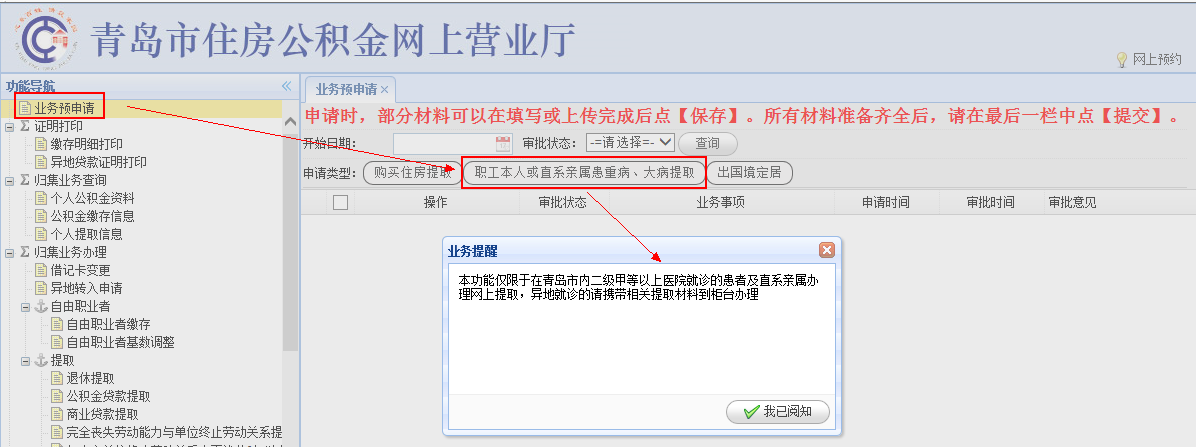 青岛市住房公积金网上营业厅
网上预约
功能导航
业务预申请
证明打印
缴存明细打印
异地贷款证明打印
归集业务查询
个人公积金资料
公积金缴存信息
个人提取信息
归集业务办理
借记卡变更
异地转入申请
自由职业者
自由职业者缴存
自由职业者基数调整
提取
退休提取
公积金贷款提取
商业贷款提取
完全丧失劳动能力与单位终止劳动关系提
业务预申请
申请时，部分材料可以在填写或上传完成后点【保存】。所有材料准备齐全后，请在最后一栏中点【提交】。
开始日期： 审批状态： -=请选择=- 查询
申请类型： 购买住房提取 职工本人或直系亲属患重病、大病提取 出国境定居
操作 审批状态 业务事项 申请时间 审批时间 审批意见
业务提醒
本功能仅限于在青岛市内二级甲等以上医院就诊的患者及直系亲属办
理网上提取，异地就诊的请携带相关提取材料到柜台办理
我已阅知